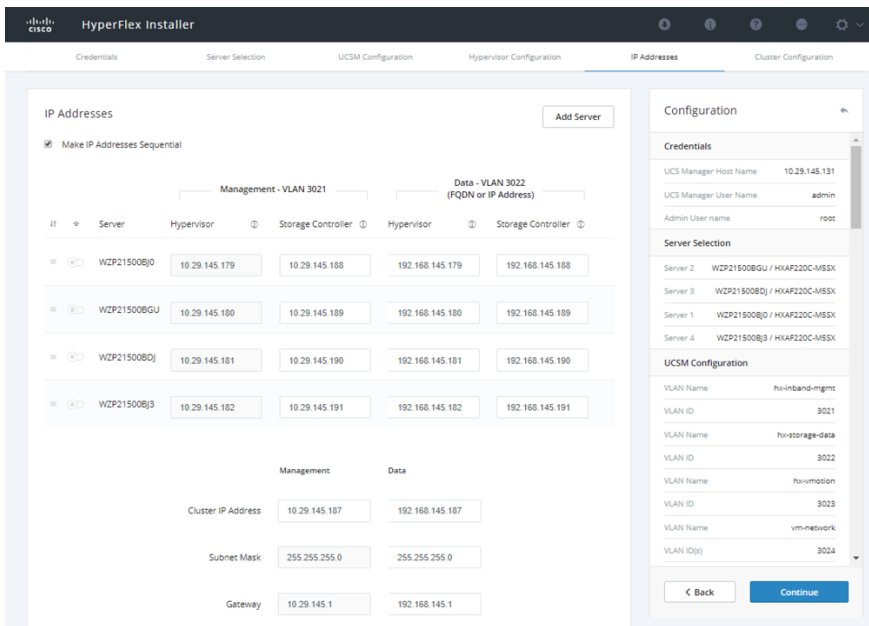 cisco HyperFlex Installer
Credentials Server Selection UCSM Configuration Hypervisor Configuration IP Addresses Cluster Configuration
IP Addresses
Add Server
Make IP Addresses Sequential
Management - VLAN 3021
Data - VLAN 3022
(FQDN or IP Address)
Server Hypervisor Storage Controller Hypervisor Storage Controller
WZP21500BJ0 10.29.145.179 10.29.145.188 192.168.145.179 192.168.145.188
WZP21500BGU 10.29.145.180 10.29.145.189 192.168.145.180 192.168.145.189
WZP21500BDJ 10.29.145.181 10.29.145.190 192.168.145.181 192.168.145.190
WZP21500BJ3 10.29.145.182 10.29.145.191 192.168.145.182 192.168.145.191
Management Data
Cluster IP Address 10.29.145.187 192.168.145.187
Subnet Mask 255.255.255.0 255.255.255.0
Gateway 10.29.145.1 192.168.145.1
Configuration
Credentials
UCS Manager Host Name 10.29.145.131
UCS Manager User Name admin
Admin User name root
Server Selection
Server 2 WZP21500BGU / HXAF220C-M5SX
Server 3 WZP21500BDJ / HXAF220C-M5SX
Server 1 WZP21500BJ0 / HXAF220C-M5SX
Server 4 WZP21500BJ3 / HXAF220C-M5SX
UCSM Configuration
VLAN Name hx-inband-mgmt
VLAN ID 3021
VLAN Name hx-storage-data
VLAN ID 3022
VLAN Name hx-vmotion
VLAN ID 3023
VLAN Name vm-network
VLAN ID(s) 3024
< Back
Continue